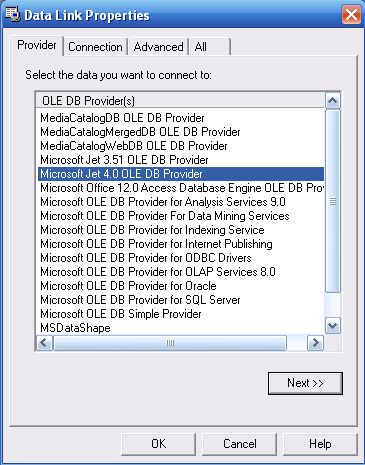 Data Link Properties
Provider Connection Advanced All
Select the data you want to connect to:
OLE DB Provider(s)
MediaCatalogDB OLE DB Provider
MediaCatalogMergedDB OLE DB Provider
MediaCatalogWebDB OLE DB Provider
Microsoft Jet 3.51 OLE DB Provider
Microsoft Jet 4.0 OLE DB Provider
Microsoft Office 12.0 Access Database Engine OLE DB Pro
Microsoft OLE DB Provider for Analysis Services 9.0
Microsoft OLE DB Provider For Data Mining Services
Microsoft OLE DB Provider for Indexing Service
Microsoft OLE DB Provider for Internet Publishing
Microsoft OLE DB Provider for ODBC Drivers
Microsoft OLE DB Provider for OLAP Services 8.0
Microsoft OLE DB Provider for Oracle
Microsoft OLE DB Provider for SQL Server
Microsoft OLE DB Simple Provider
MSDataShape
Next >>
OK Cancel Help